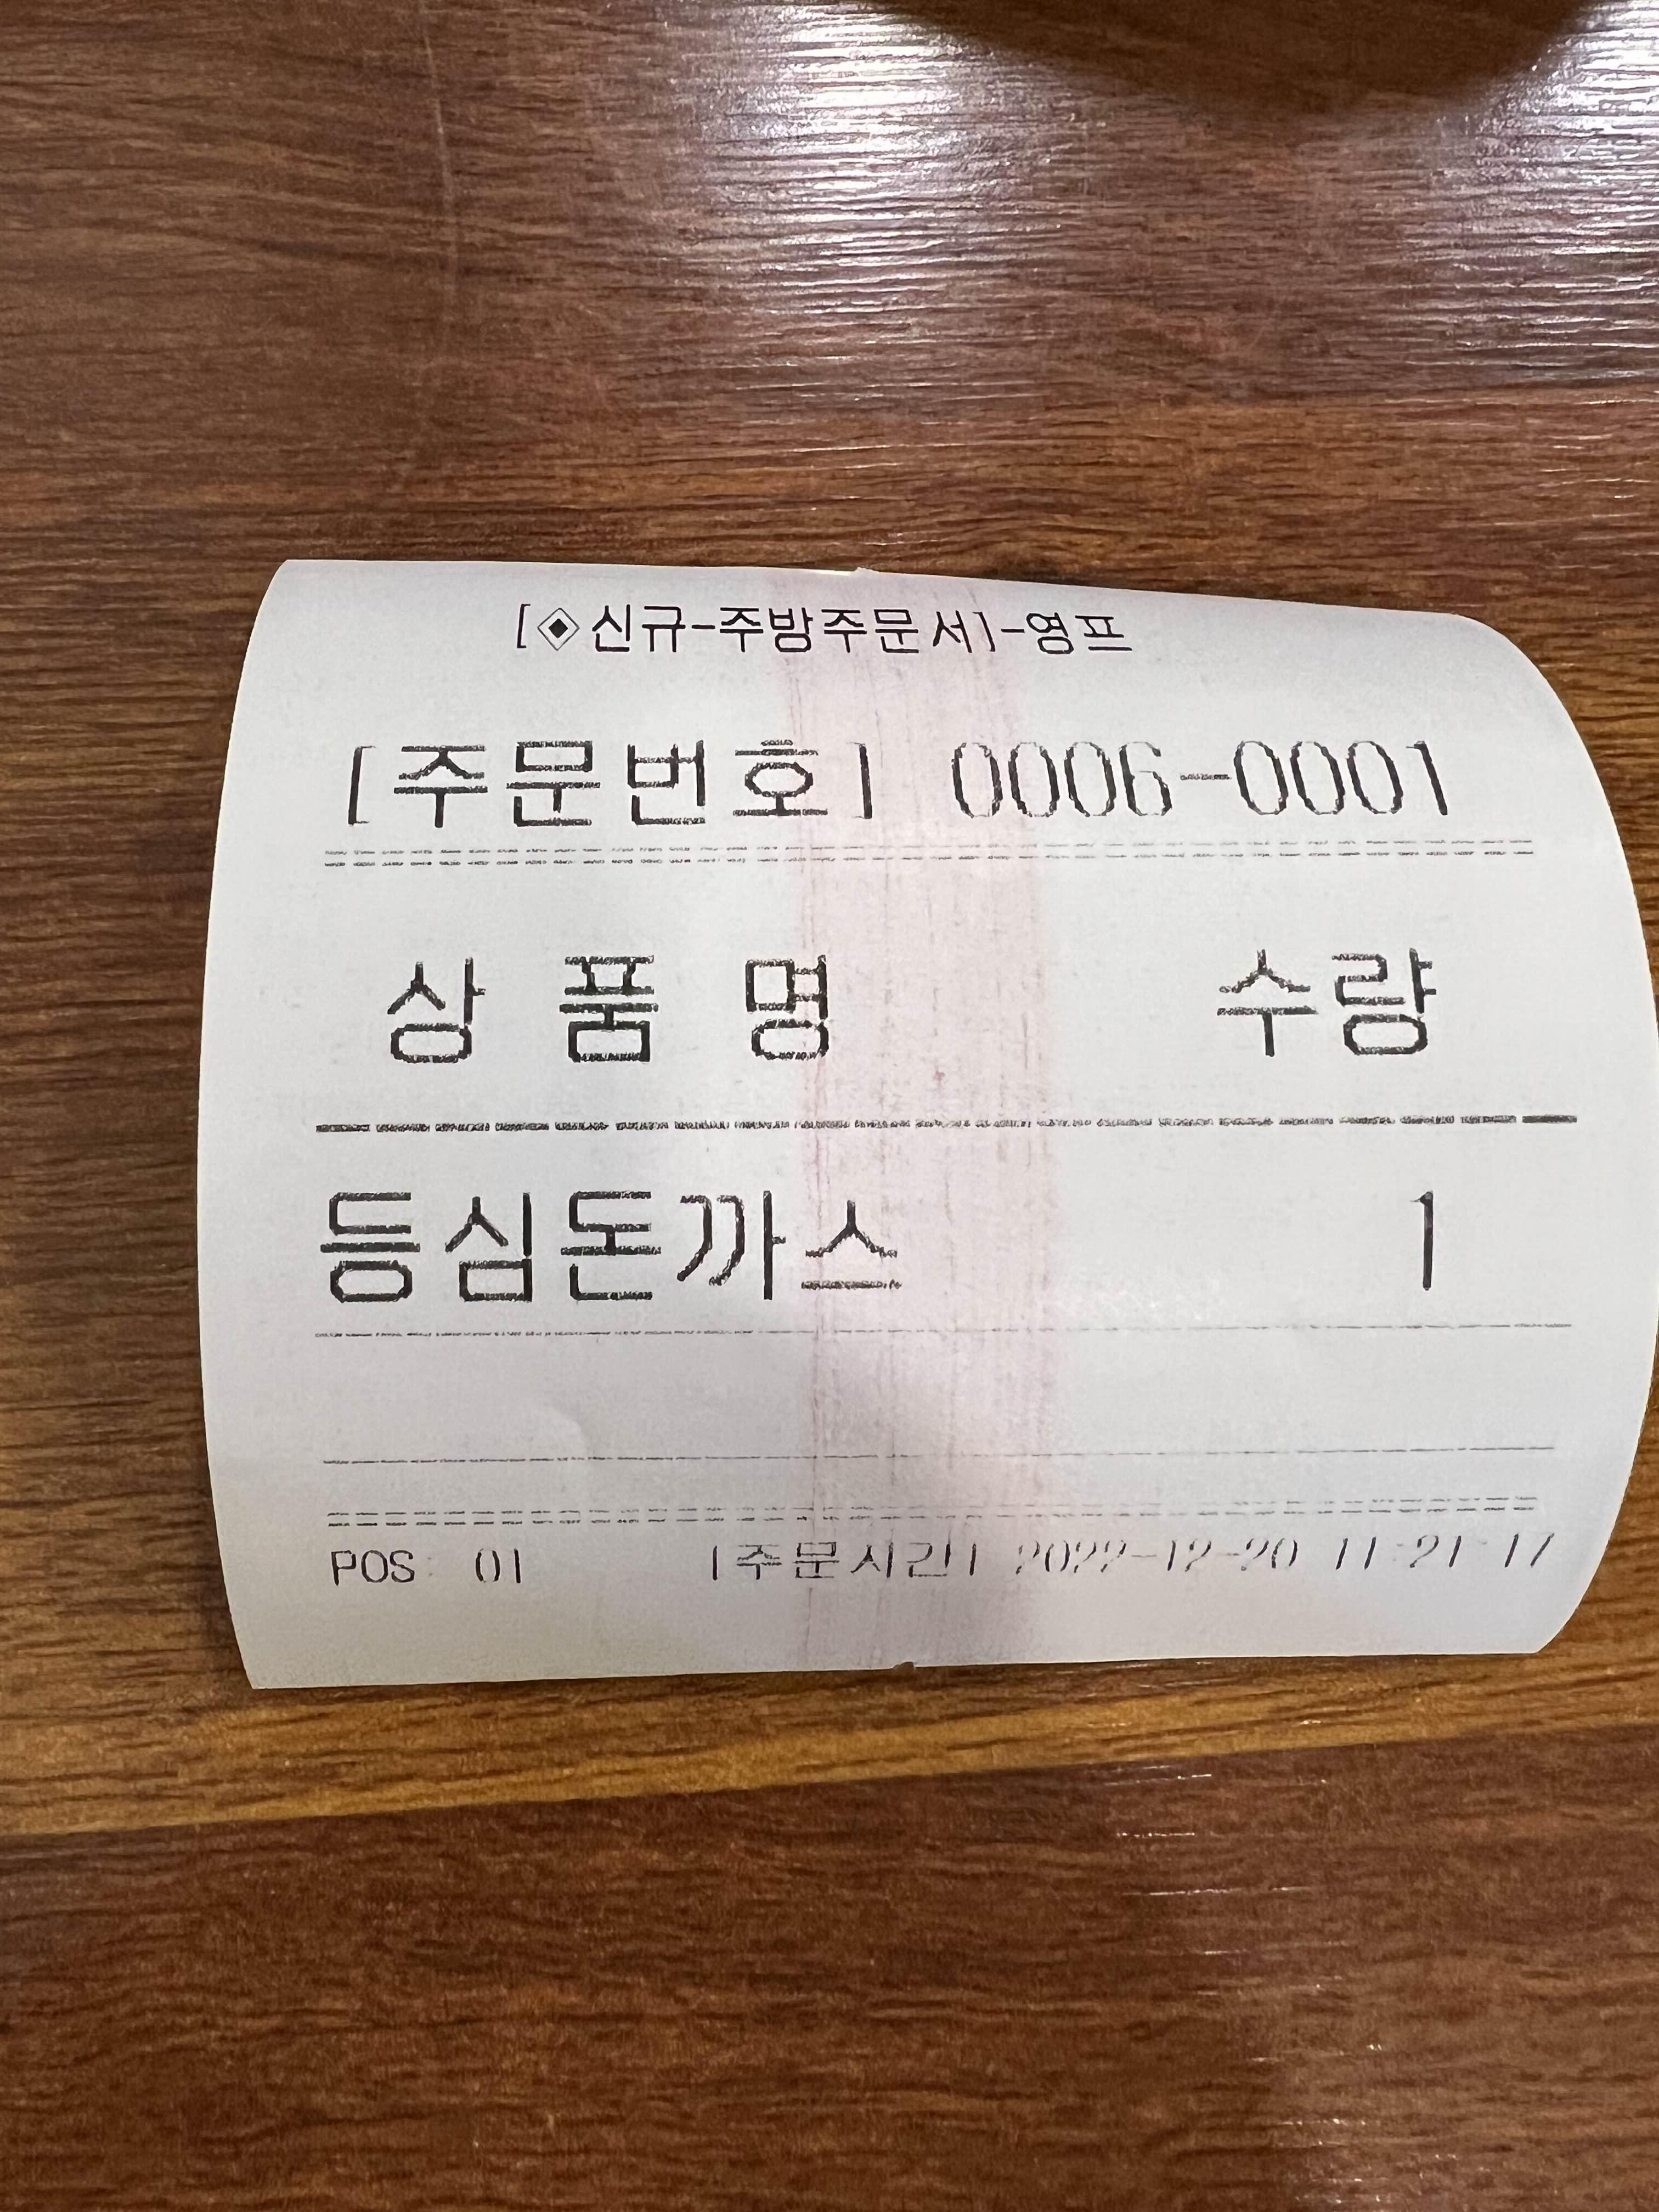 [◈신규-주방주문서]-영프
[주문번호] 0006-0001
상 품 명 수량
등심돈까스 1
POS: 01 [주문시간] 2022-12-20 11:21:17